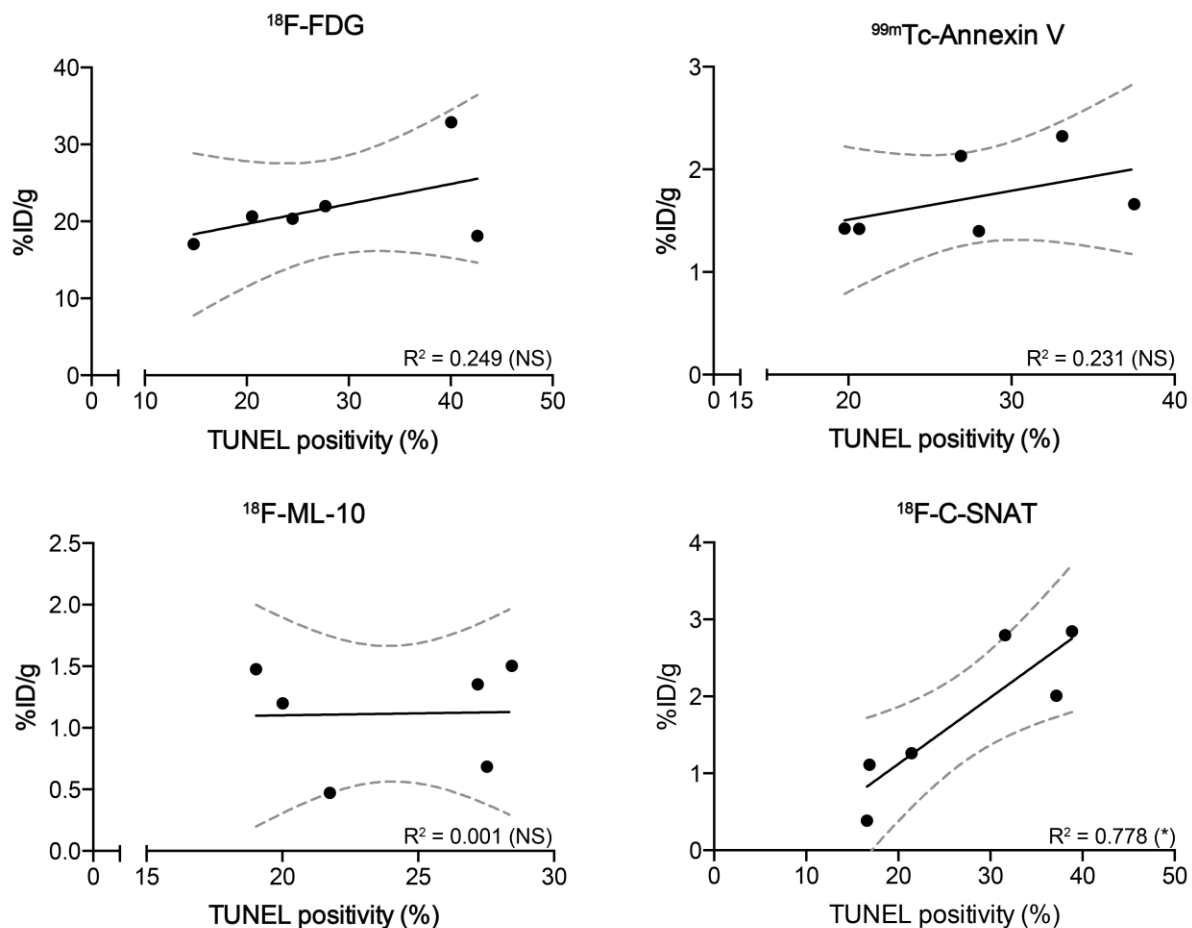 ¹⁸F-FDG
%ID/g
40
30
20
10
0
0 10 20 30 40 50
R² = 0.249 (NS)
TUNEL positivity (%)
⁹⁹ᵐTc-Annexin V
%ID/g
3
2
1
0
0 15 20 30 40
R² = 0.231 (NS)
TUNEL positivity (%)
¹⁸F-ML-10
%ID/g
2.5
2.0
1.5
1.0
0.5
0.0
0 15 20 25 30
R² = 0.001 (NS)
TUNEL positivity (%)
¹⁸F-C-SNAT
%ID/g
4
3
2
1
0
0 10 20 30 40 50
R² = 0.778 (*)
TUNEL positivity (%)